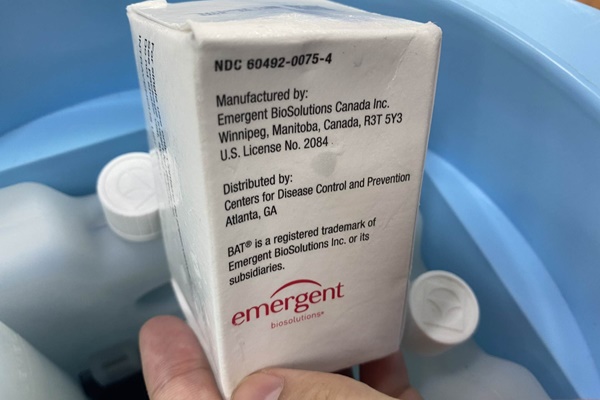 NDC 60492-0075-4
Manufactured by:
Emergent BioSolutions Canada Inc.
Winnipeg, Manitoba, Canada, R3T 5Y3
U.S. License No. 2084
Distributed by:
Centers for Disease Control and Prevention
Atlanta, GA
BAT® is a registered trademark of
Emergent BioSolutions Inc. or its
subsidiaries.
emergent
biosolutions®